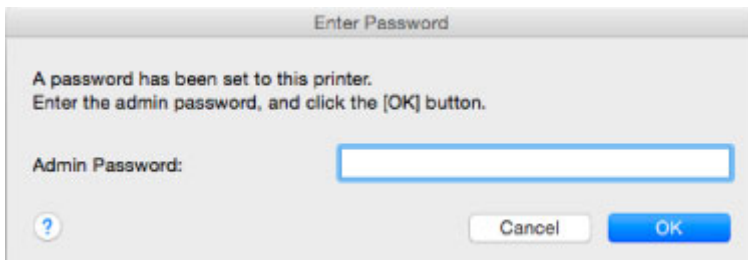 Enter Password
A password has been set to this printer.
Enter the admin password, and click the [OK] button.
Admin Password:
?
Cancel
OK